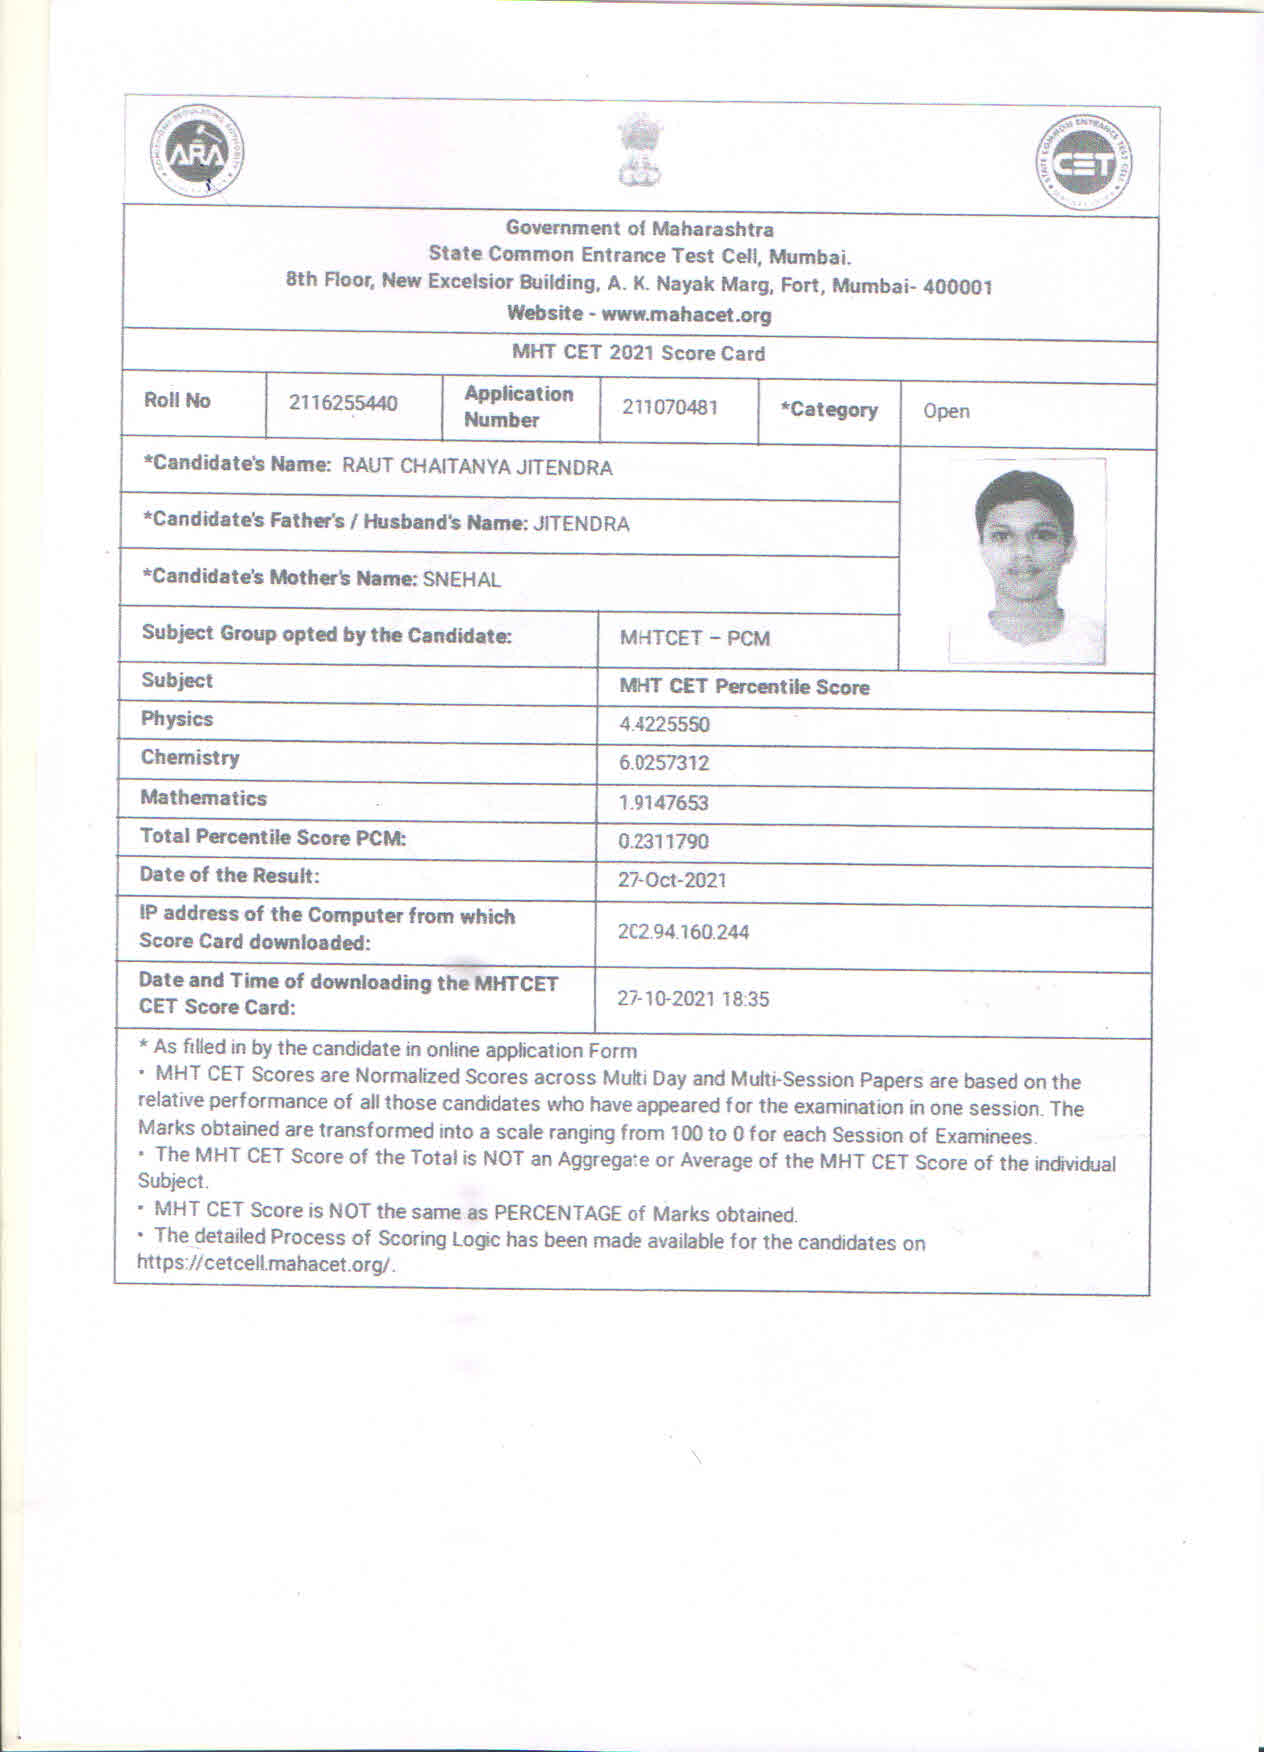 ARA
CET
Government of Maharashtra
State Common Entrance Test Cell, Mumbai.
8th Floor, New Excelsior Building, A. K. Nayak Marg, Fort, Mumbai- 400001
Website - www.mahacet.org
MHT CET 2021 Score Card
Roll No 2116255440 Application Number 211070481 *Category Open
*Candidate's Name: RAUT CHAITANYA JITENDRA
*Candidate's Father's / Husband's Name: JITENDRA
*Candidate's Mother's Name: SNEHAL
Subject Group opted by the Candidate: MHTCET – PCM
Subject MHT CET Percentile Score
Physics 4.4225550
Chemistry 6.0257312
Mathematics 1.9147653
Total Percentile Score PCM: 0.2311790
Date of the Result: 27-Oct-2021
IP address of the Computer from which
Score Card downloaded: 202.94.160.244
Date and Time of downloading the MHTCET
CET Score Card: 27-10-2021 18:35
* As filled in by the candidate in online application Form
• MHT CET Scores are Normalized Scores across Multi Day and Multi-Session Papers are based on the
relative performance of all those candidates who have appeared for the examination in one session. The
Marks obtained are transformed into a scale ranging from 100 to 0 for each Session of Examinees.
• The MHT CET Score of the Total is NOT an Aggregate or Average of the MHT CET Score of the individual
Subject.
• MHT CET Score is NOT the same as PERCENTAGE of Marks obtained.
• The detailed Process of Scoring Logic has been made available for the candidates on
https://cetcell.mahacet.org/.